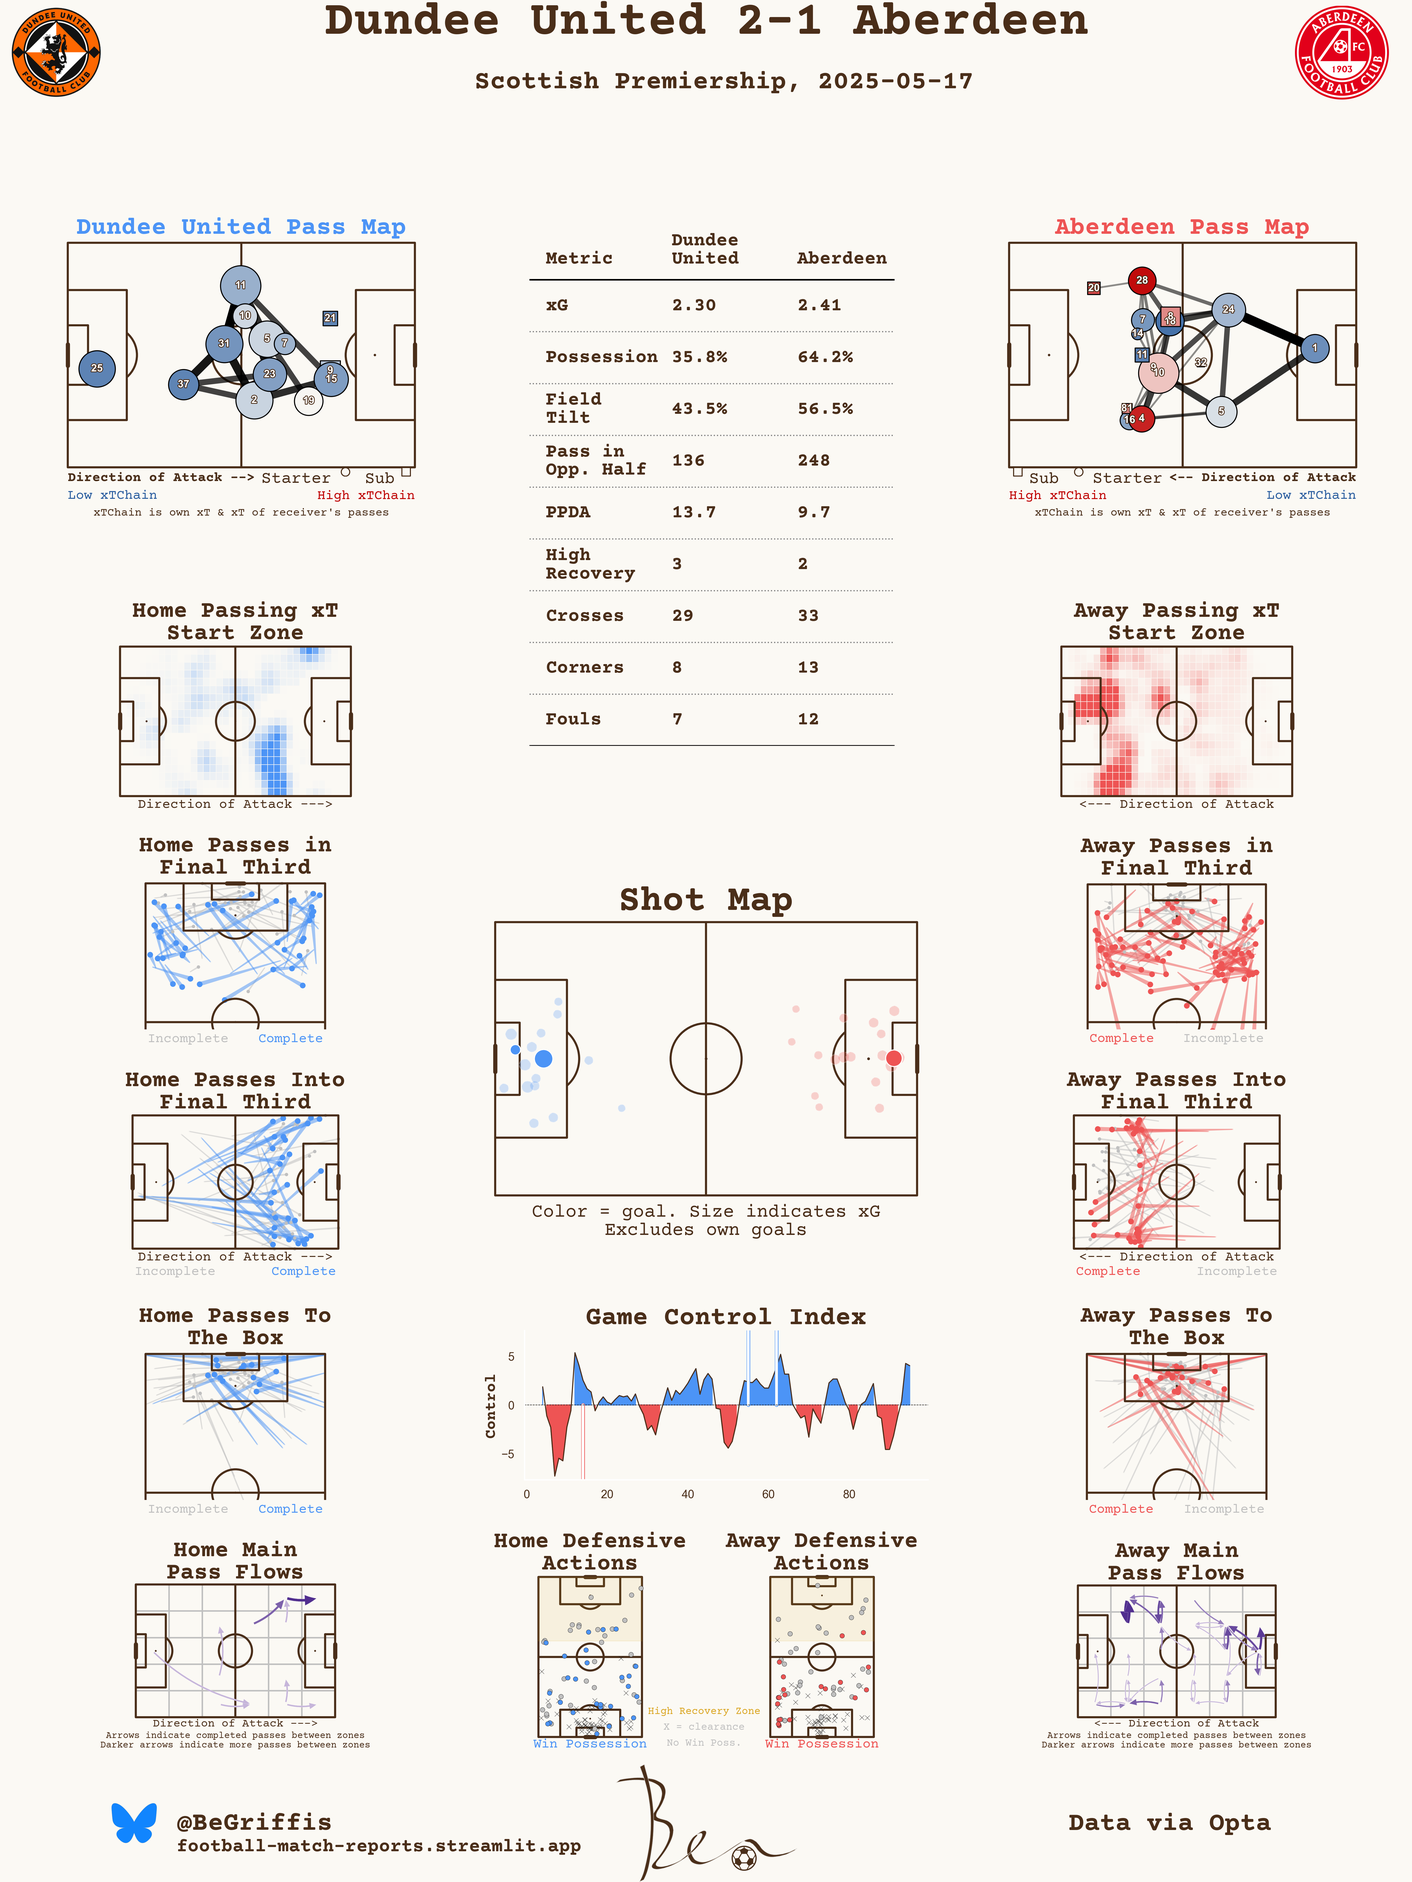 Dundee United 2-1 Aberdeen
Scottish Premiership, 2025-05-17
DUNDEE UNITED
FOOTBALL CLUB
ABERDEEN
FC
1903
FOOTBALL CLUB
Dundee United Pass Map
11
10
21
31
5
7
25
37
23
9
15
2
19
Direction of Attack --> Starter Sub
Low xTChain High xTChain
xTChain is own xT & xT of receiver's passes
Metric Dundee United Aberdeen
xG 2.30 2.41
Possession 35.8% 64.2%
Field Tilt 43.5% 56.5%
Pass in Opp. Half 136 248
PPDA 13.7 9.7
High Recovery 3 2
Crosses 29 33
Corners 8 13
Fouls 7 12
Aberdeen Pass Map
20
28
7
8
18
24
14
11
1
9
10
32
81
16
4
5
Sub Starter <-- Direction of Attack
High xTChain Low xTChain
xTChain is own xT & xT of receiver's passes
Home Passing xT
Start Zone
Direction of Attack --->
Away Passing xT
Start Zone
<--- Direction of Attack
Home Passes in
Final Third
Incomplete Complete
Away Passes in
Final Third
Complete Incomplete
Shot Map
Color = goal. Size indicates xG
Excludes own goals
Home Passes Into
Final Third
Direction of Attack --->
Incomplete Complete
Away Passes Into
Final Third
<--- Direction of Attack
Complete Incomplete
Home Passes To
The Box
Incomplete Complete
Game Control Index
Control
5
0
−5
0 20 40 60 80
Away Passes To
The Box
Complete Incomplete
Home Main
Pass Flows
Direction of Attack --->
Arrows indicate completed passes between zones
Darker arrows indicate more passes between zones
Home Defensive
Actions
Win Possession
High Recovery Zone
X = clearance
No Win Poss.
Away Defensive
Actions
Win Possession
Away Main
Pass Flows
<--- Direction of Attack
Arrows indicate completed passes between zones
Darker arrows indicate more passes between zones
@BeGriffis
football-match-reports.streamlit.app
Ben
Data via Opta